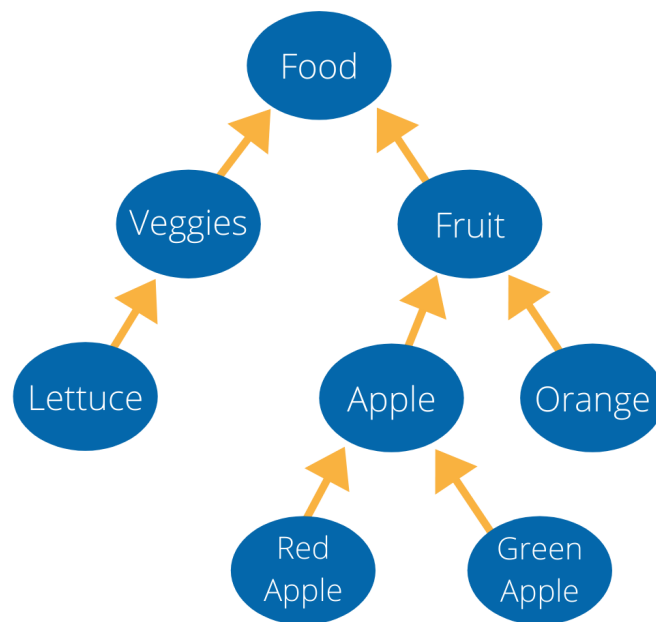 Food
Veggies
Fruit
Lettuce
Apple
Orange
Red
Apple
Green
Apple